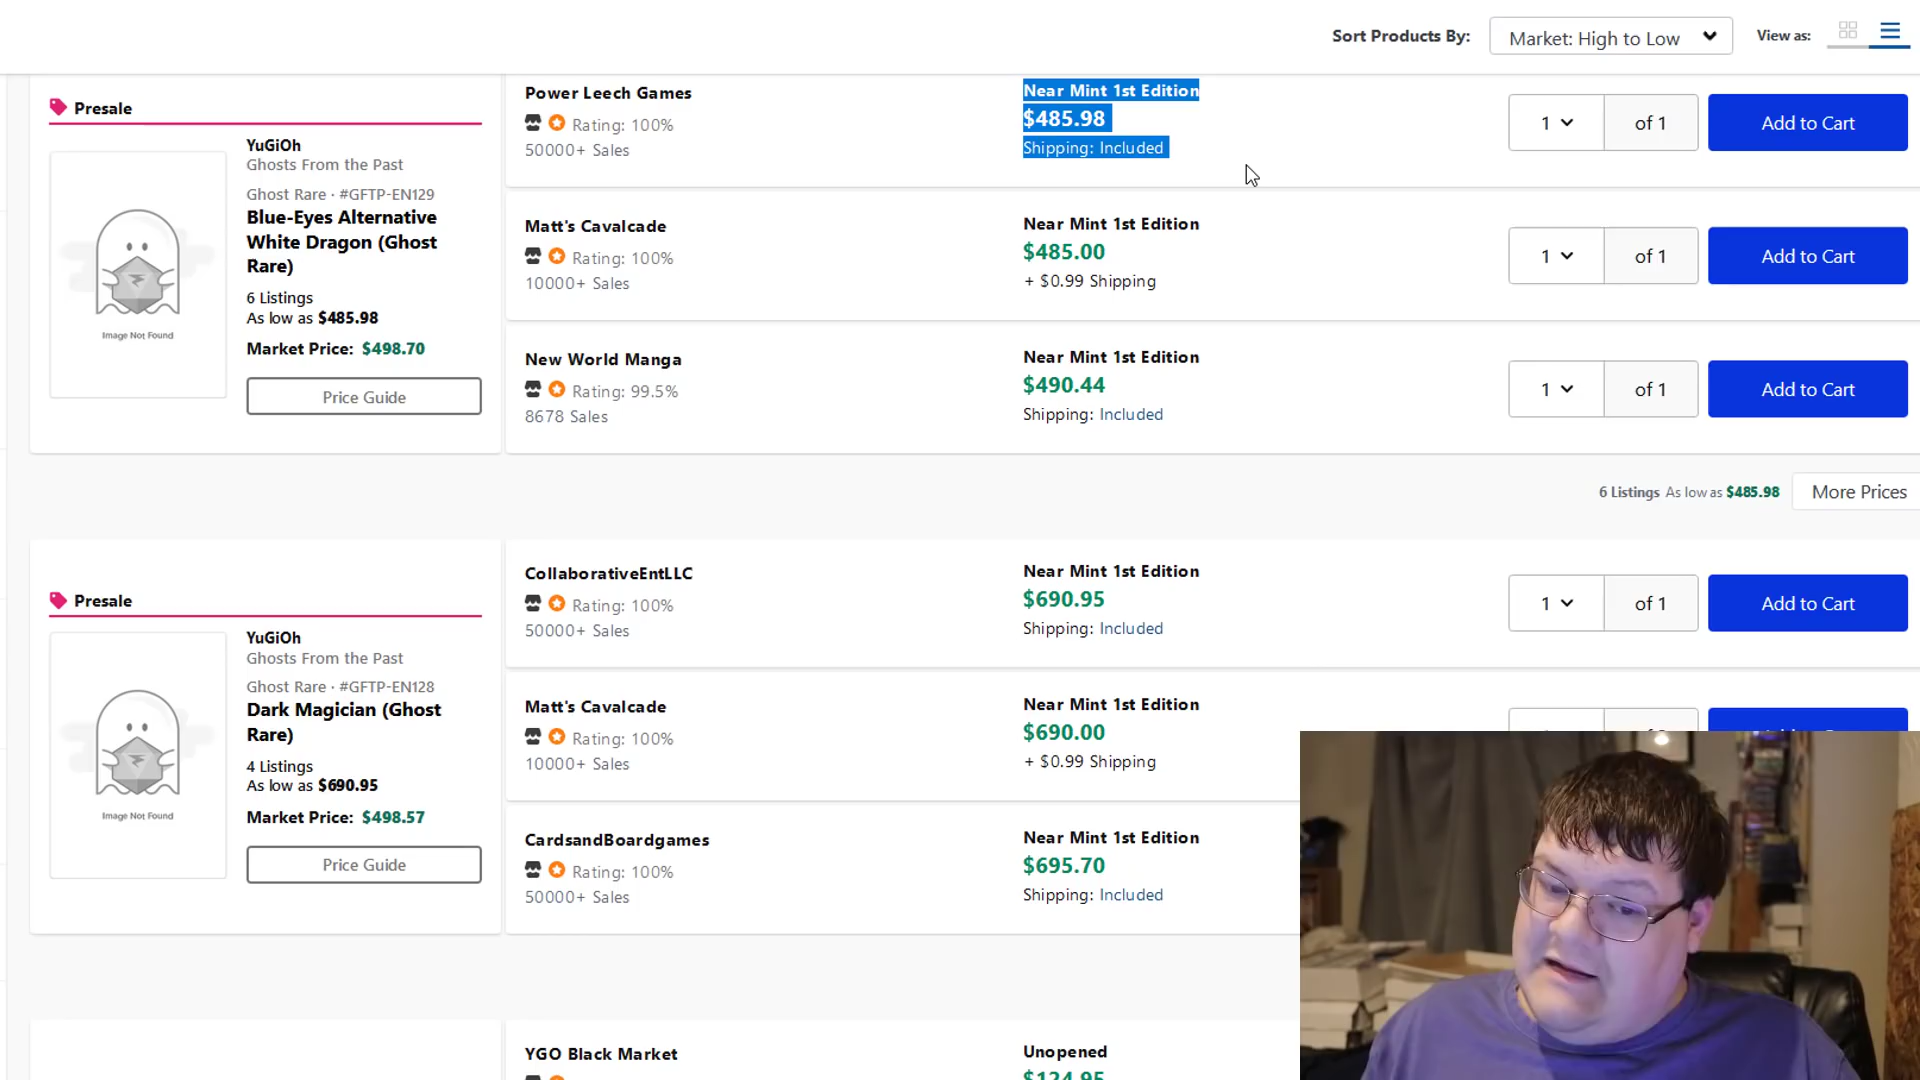 Sort Products By:
Market: High to Low
View as:
Presale
YuGiOh
Ghosts From the Past
Ghost Rare · #GFTP-EN129
Blue-Eyes Alternative
White Dragon (Ghost
Rare)
6 Listings
As low as $485.98
Market Price: $498.70
Price Guide
Image Not Found
Power Leech Games
Rating: 100%
50000+ Sales
Near Mint 1st Edition
$485.98
Shipping: Included
1
of 1
Add to Cart
Matt's Cavalcade
Rating: 100%
10000+ Sales
Near Mint 1st Edition
$485.00
+ $0.99 Shipping
1
of 1
Add to Cart
New World Manga
Rating: 99.5%
8678 Sales
Near Mint 1st Edition
$490.44
Shipping: Included
1
of 1
Add to Cart
6 Listings As low as $485.98
More Prices
Presale
YuGiOh
Ghosts From the Past
Ghost Rare · #GFTP-EN128
Dark Magician (Ghost
Rare)
4 Listings
As low as $690.95
Market Price: $498.57
Price Guide
Image Not Found
CollaborativeEntLLC
Rating: 100%
50000+ Sales
Near Mint 1st Edition
$690.95
Shipping: Included
1
of 1
Add to Cart
Matt's Cavalcade
Rating: 100%
10000+ Sales
Near Mint 1st Edition
$690.00
+ $0.99 Shipping
CardsandBoardgames
Rating: 100%
50000+ Sales
Near Mint 1st Edition
$695.70
Shipping: Included
YGO Black Market
Unopened
$124.95